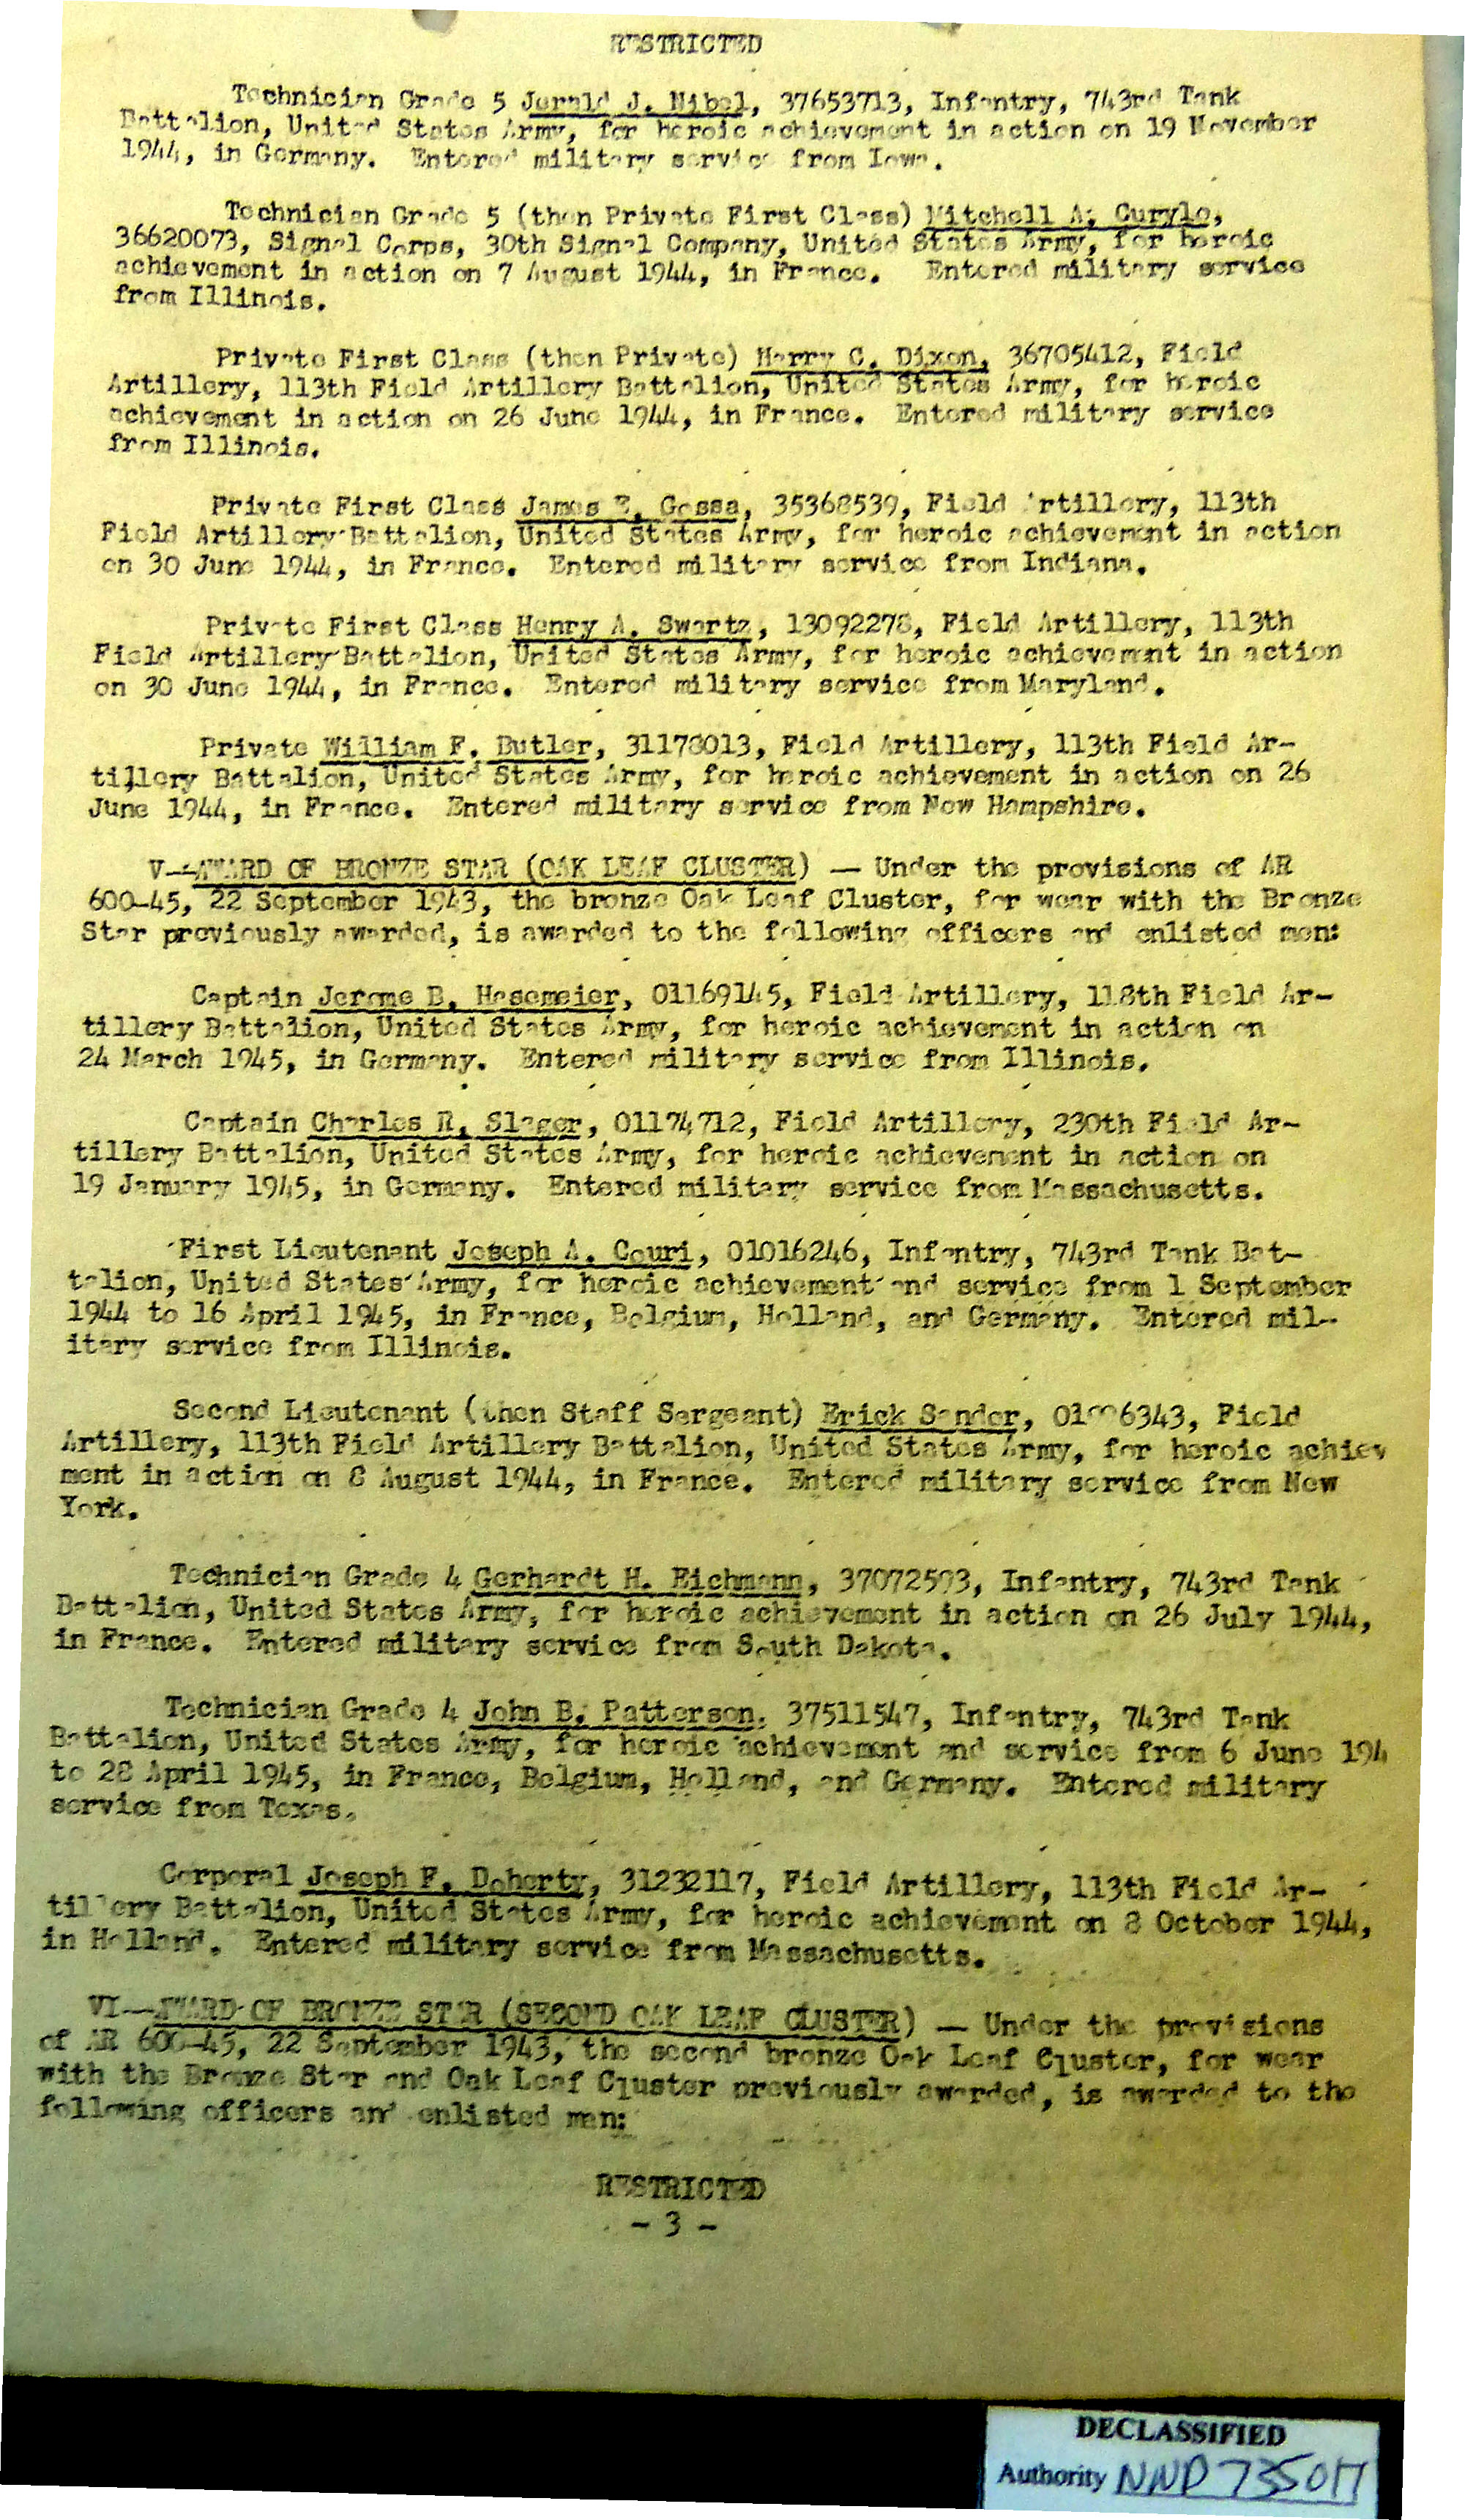 RESTRICTED
Technician Grade 5 Jerald J. Nibel, 37653713, Infantry, 743rd Tank
Battalion, United States Army, for heroic achievement in action on 19 November
1944, in Germany. Entered military service from Iowa.
Technician Grade 5 (then Private First Class) Mitchell A. Curylo,
36620073, Signal Corps, 30th Signal Company, United States Army, for heroic
achievement in action on 7 August 1944, in France. Entered military service
from Illinois.
Private First Class (then Private) Harry C. Dixon, 36705412, Field
Artillery, 113th Field Artillery Battalion, United States Army, for heroic
achievement in action on 26 June 1944, in France. Entered military service
from Illinois.
Private First Class James E. Gossa, 35368539, Field Artillery, 113th
Field Artillery Battalion, United States Army, for heroic achievement in action
on 30 June 1944, in France. Entered military service from Indiana.
Private First Class Henry A. Swartz, 13092278, Field Artillery, 113th
Field Artillery Battalion, United States Army, for heroic achievement in action
on 30 June 1944, in France. Entered military service from Maryland.
Private William F. Butler, 31178013, Field Artillery, 113th Field Ar-
tillery Battalion, United States Army, for heroic achievement in action on 26
June 1944, in France. Entered military service from New Hampshire.
V--AWARD OF BRONZE STAR (OAK LEAF CLUSTER) -- Under the provisions of AR
600-45, 22 September 1943, the bronze Oak Leaf Cluster, for wear with the Bronze
Star previously awarded, is awarded to the following officers and enlisted men:
Captain Jerome B. Hasemeier, 01169145, Field Artillery, 118th Field Ar-
tillery Battalion, United States Army, for heroic achievement in action on
24 March 1945, in Germany. Entered military service from Illinois.
Captain Charles R. Slager, 01174712, Field Artillery, 230th Field Ar-
tillery Battalion, United States Army, for heroic achievement in action on
19 January 1945, in Germany. Entered military service from Massachusetts.
First Lieutenant Joseph A. Couri, 01016246, Infantry, 743rd Tank Bat-
talion, United States Army, for heroic achievement and service from 1 September
1944 to 16 April 1945, in France, Belgium, Holland, and Germany. Entered mil-
itary service from Illinois.
Second Lieutenant (then Staff Sergeant) Erick Sander, Field
Artillery, 113th Field Artillery Battalion, United States Army, for heroic achiev
ment in action on 8 August 1944, in France. Entered military service from New
York.
Technician Grade 4 Gerhardt H. Eichmann, 37072593, Infantry, 743rd Tank
Battalion, United States Army, for heroic achievement in action on 26 July 1944,
in France. Entered military service from South Dakota.
Technician Grade 4 John B. Patterson, 37511547, Infantry, 743rd Tank
Battalion, United States Army, for heroic achievement and service from 6 June 194
to 28 April 1945, in France, Belgium, Holland, and Germany. Entered military
service from Texas.
Corporal Joseph F. Doherty, 31232117, Field Artillery, 113th Field Ar-
tillery Battalion, United States Army, for heroic achievement on 8 October 1944,
in Holland. Entered military service from Massachusetts.
VI--AWARD OF BRONZE STAR (SECOND OAK LEAF CLUSTER) -- Under the provisions
of AR 600-45, 22 September 1943, the second bronze Oak Leaf Cluster, for wear
with the Bronze Star and Oak Leaf Cluster previously awarded, is awarded to the
following officers and enlisted men:
RESTRICTED
- 3 -
DECLASSIFIED
Authority NND 735017